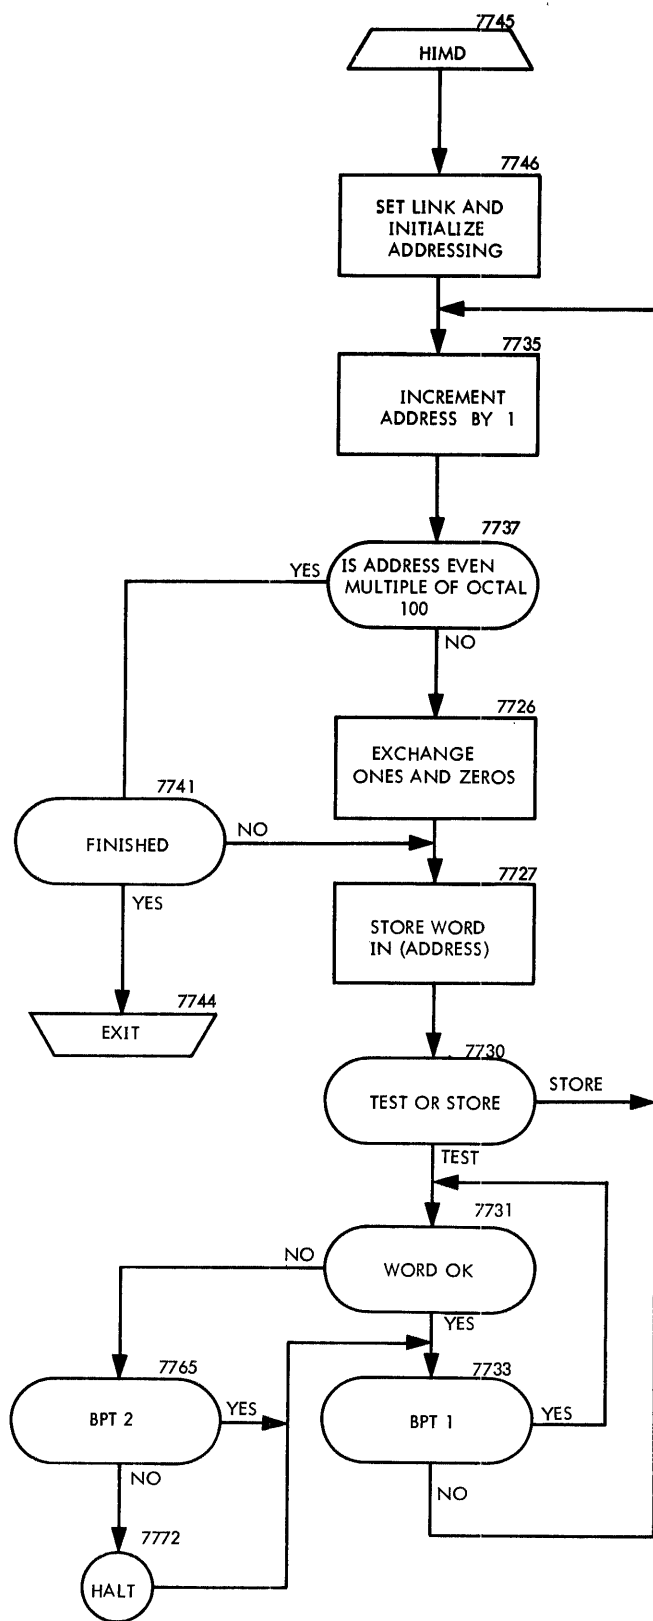 7745
HIMD
7746
SET LINK AND
INITIALIZE
ADDRESSING
7735
INCREMENT
ADDRESS BY 1
7737
IS ADDRESS EVEN
MULTIPLE OF OCTAL
100
YES
NO
7726
EXCHANGE
ONES AND ZEROS
7741
FINISHED
NO
YES
7727
STORE WORD
IN (ADDRESS)
7744
EXIT
7730
TEST OR STORE
STORE
TEST
7731
WORD OK
NO
YES
7765
BPT 2
YES
NO
7733
BPT 1
YES
NO
7772
HALT